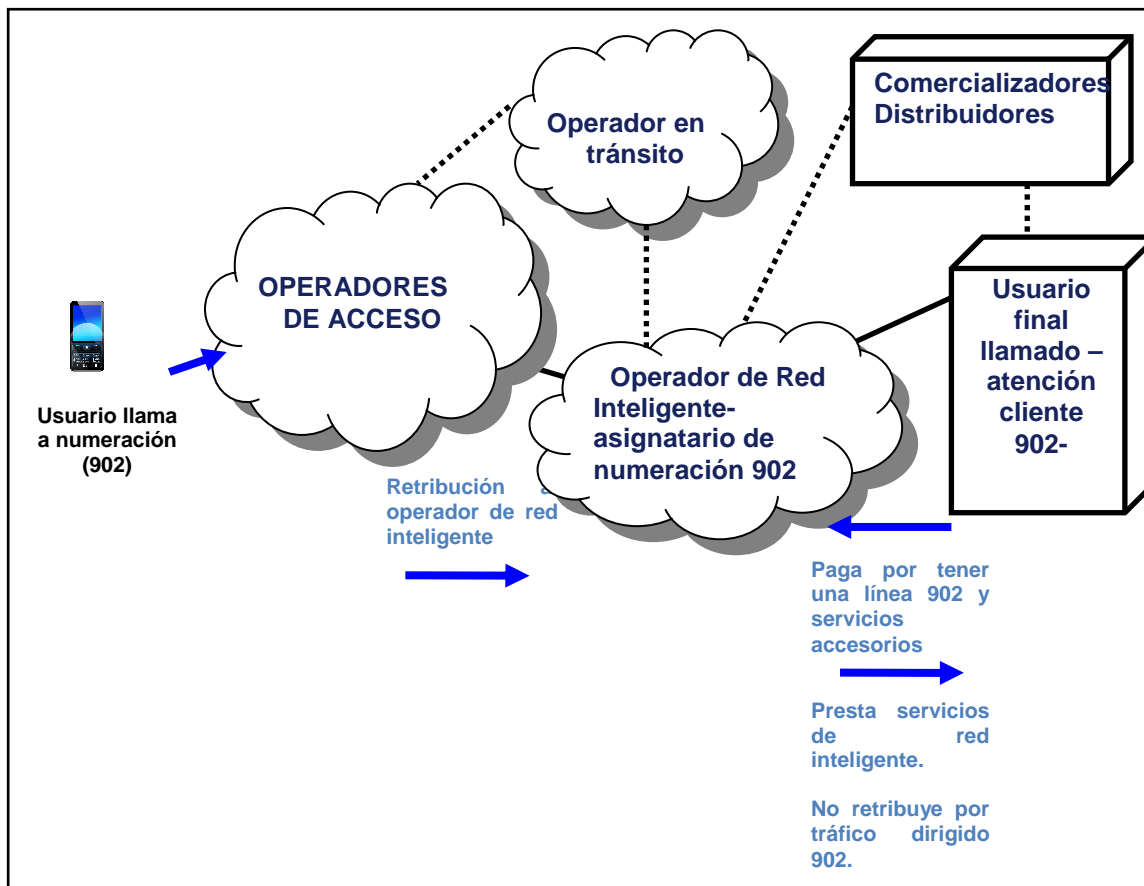 Comercializadores
Distribuidores
Operador en
tránsito
OPERADORES
DE ACCESO
Usuario
final
llamado –
atención
cliente
902-
Operador de Red
Inteligente-
asignatario de
numeración 902
Usuario llama
a numeración
(902)
Retribución a
operador de red
inteligente
Paga por tener
una línea 902 y
servicios
accesorios
Presta servicios
de red
inteligente.
No retribuye por
tráfico dirigido
902.